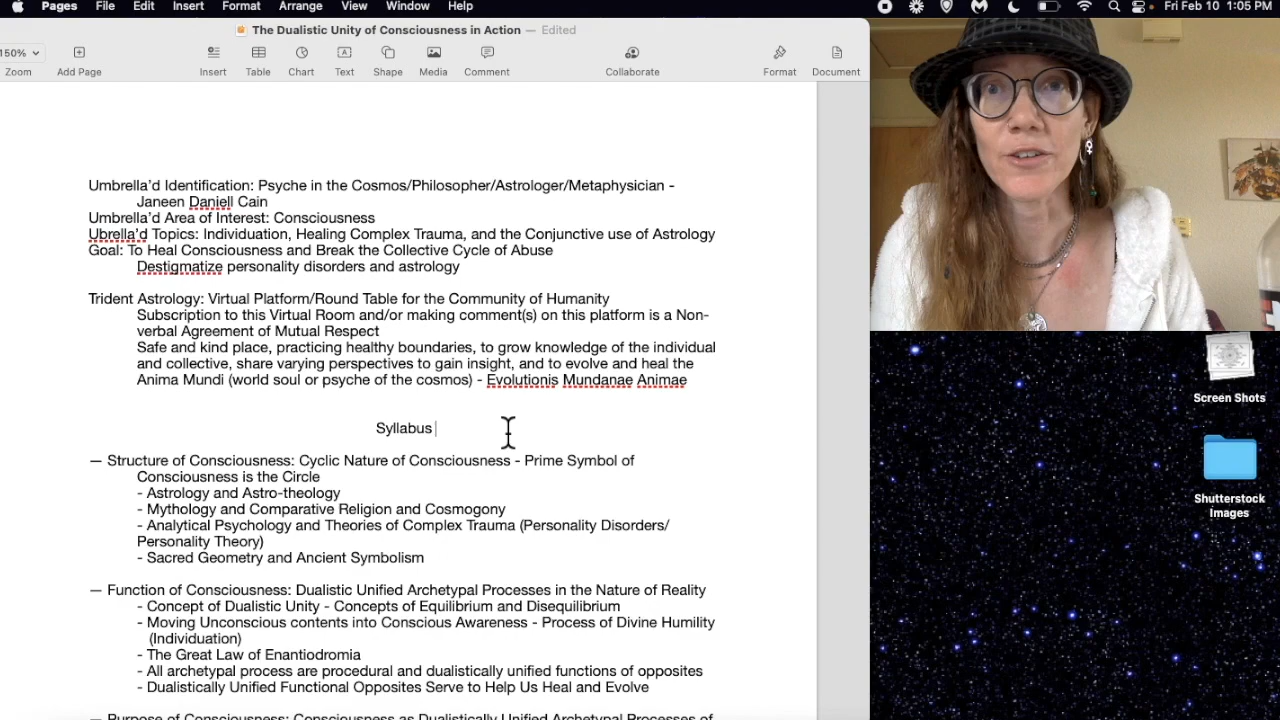 Pages File Edit Insert Format Arrange View Window Help Fri Feb 10 1:05 PM
The Dualistic Unity of Consciousness in Action — Edited
150%
Zoom Add Page Insert Table Chart Text Shape Media Comment Collaborate Format Document
Umbrella’d Identification: Psyche in the Cosmos/Philosopher/Astrologer/Metaphysician -
Janeen Daniell Cain
Umbrella’d Area of Interest: Consciousness
Ubrella’d Topics: Individuation, Healing Complex Trauma, and the Conjunctive use of Astrology
Goal: To Heal Consciousness and Break the Collective Cycle of Abuse
Destigmatize personality disorders and astrology
Trident Astrology: Virtual Platform/Round Table for the Community of Humanity
Subscription to this Virtual Room and/or making comment(s) on this platform is a Non-
verbal Agreement of Mutual Respect
Safe and kind place, practicing healthy boundaries, to grow knowledge of the individual
and collective, share varying perspectives to gain insight, and to evolve and heal the
Anima Mundi (world soul or psyche of the cosmos) - Evolutionis Mundanae Animae
Syllabus
— Structure of Consciousness: Cyclic Nature of Consciousness - Prime Symbol of
Consciousness is the Circle
- Astrology and Astro-theology
- Mythology and Comparative Religion and Cosmogony
- Analytical Psychology and Theories of Complex Trauma (Personality Disorders/
Personality Theory)
- Sacred Geometry and Ancient Symbolism
— Function of Consciousness: Dualistic Unified Archetypal Processes in the Nature of Reality
- Concept of Dualistic Unity - Concepts of Equilibrium and Disequilibrium
- Moving Unconscious contents into Conscious Awareness - Process of Divine Humility
(Individuation)
- The Great Law of Enantiodromia
- All archetypal process are procedural and dualistically unified functions of opposites
- Dualistically Unified Functional Opposites Serve to Help Us Heal and Evolve
— Purpose of Consciousness: Consciousness as Dualistically Unified Archetypal Processes of
Screen Shots
Shutterstock
Images